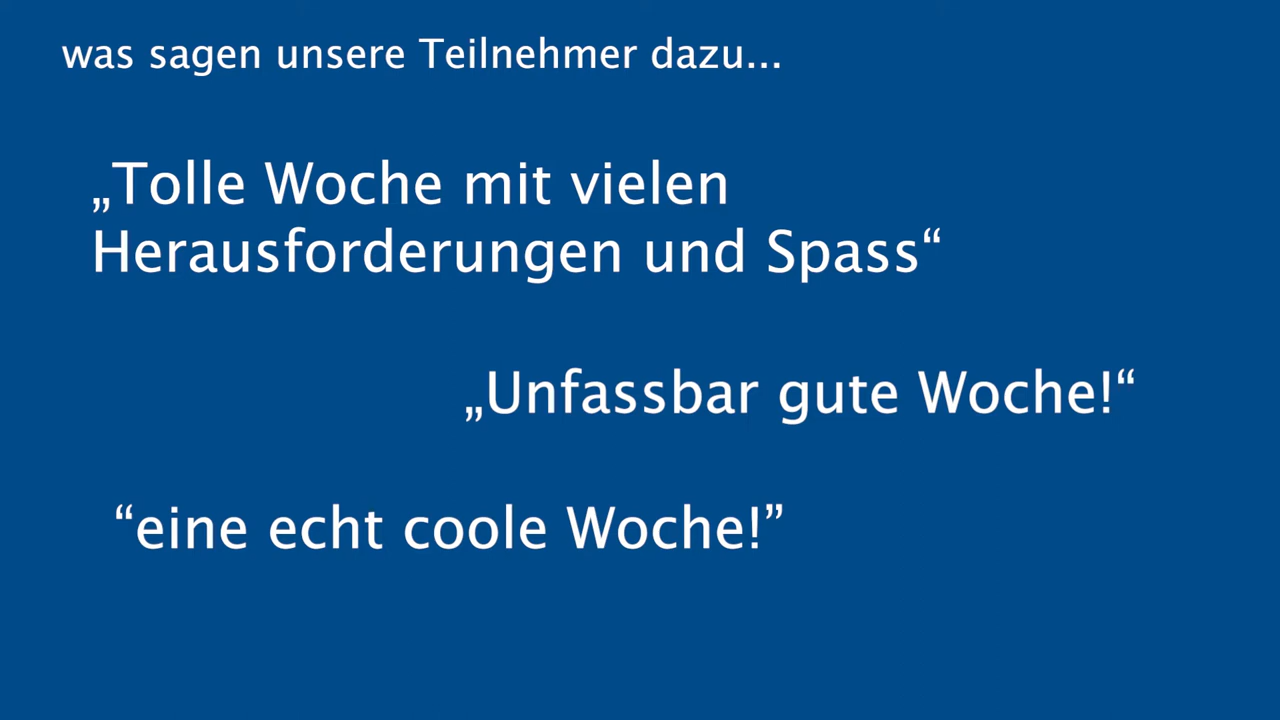 was sagen unsere Teilnehmer dazu...
„Tolle Woche mit vielen
Herausforderungen und Spass“
„Unfassbar gute Woche!“
“eine echt coole Woche!”